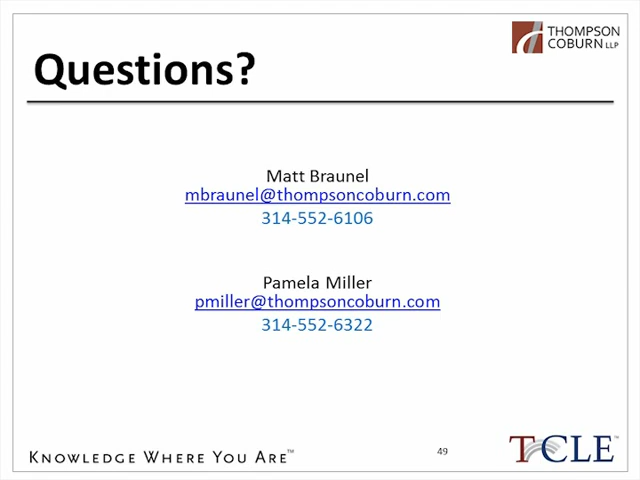 THOMPSON
COBURN LLP
Questions?
Matt Braunel
mbraunel@thompsoncoburn.com
314-552-6106
Pamela Miller
pmiller@thompsoncoburn.com
314-552-6322
KNOWLEDGE WHERE YOU ARE™
49
TCCLE™